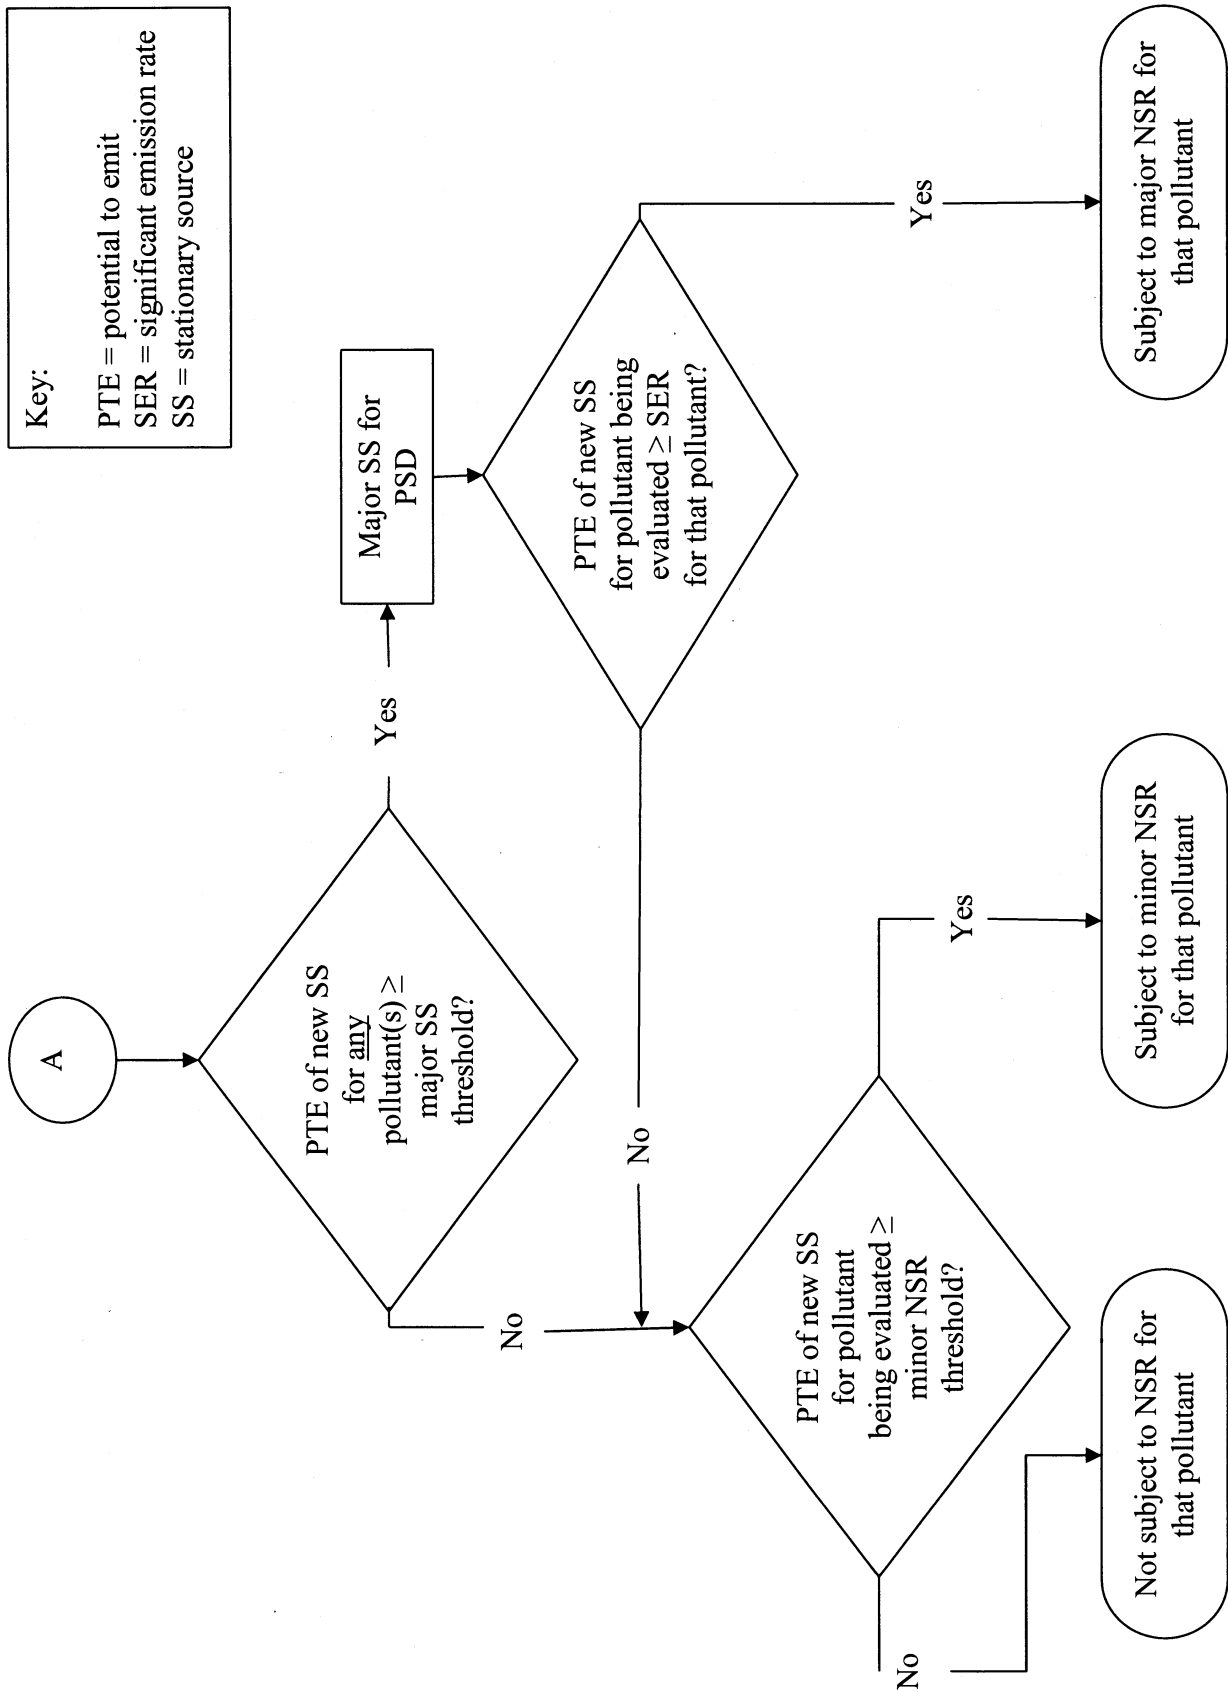 Key:
PTE = potential to emit
SER = significant emission rate
SS = stationary source
A
PTE of new SS
for any
pollutant(s) ≥
major SS
threshold?
Yes
Major SS for
PSD
No
PTE of new SS
for pollutant being
evaluated ≥ SER
for that pollutant?
No
Yes
PTE of new SS
for pollutant
being evaluated ≥
minor NSR
threshold?
No
Yes
Not subject to NSR for
that pollutant
Subject to minor NSR
for that pollutant
Subject to major NSR for
that pollutant